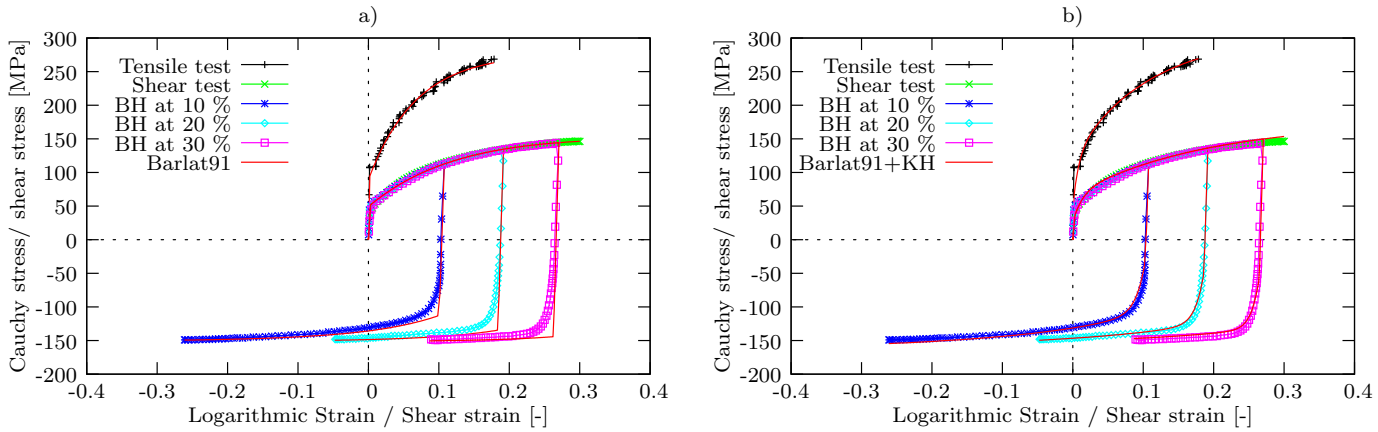 a)
Cauchy stress/ shear stress [MPa]
300
250
200
150
100
50
0
-50
-100
-150
-200
-0.4
-0.3
-0.2
-0.1
0
0.1
0.2
0.3
0.4
Logarithmic Strain / Shear strain [-]
Tensile test
Shear test
BH at 10 %
BH at 20 %
BH at 30 %
Barlat91
b)
Cauchy stress/ shear stress [MPa]
300
250
200
150
100
50
0
-50
-100
-150
-200
-0.4
-0.3
-0.2
-0.1
0
0.1
0.2
0.3
0.4
Logarithmic Strain / Shear strain [-]
Tensile test
Shear test
BH at 10 %
BH at 20 %
BH at 30 %
Barlat91+KH